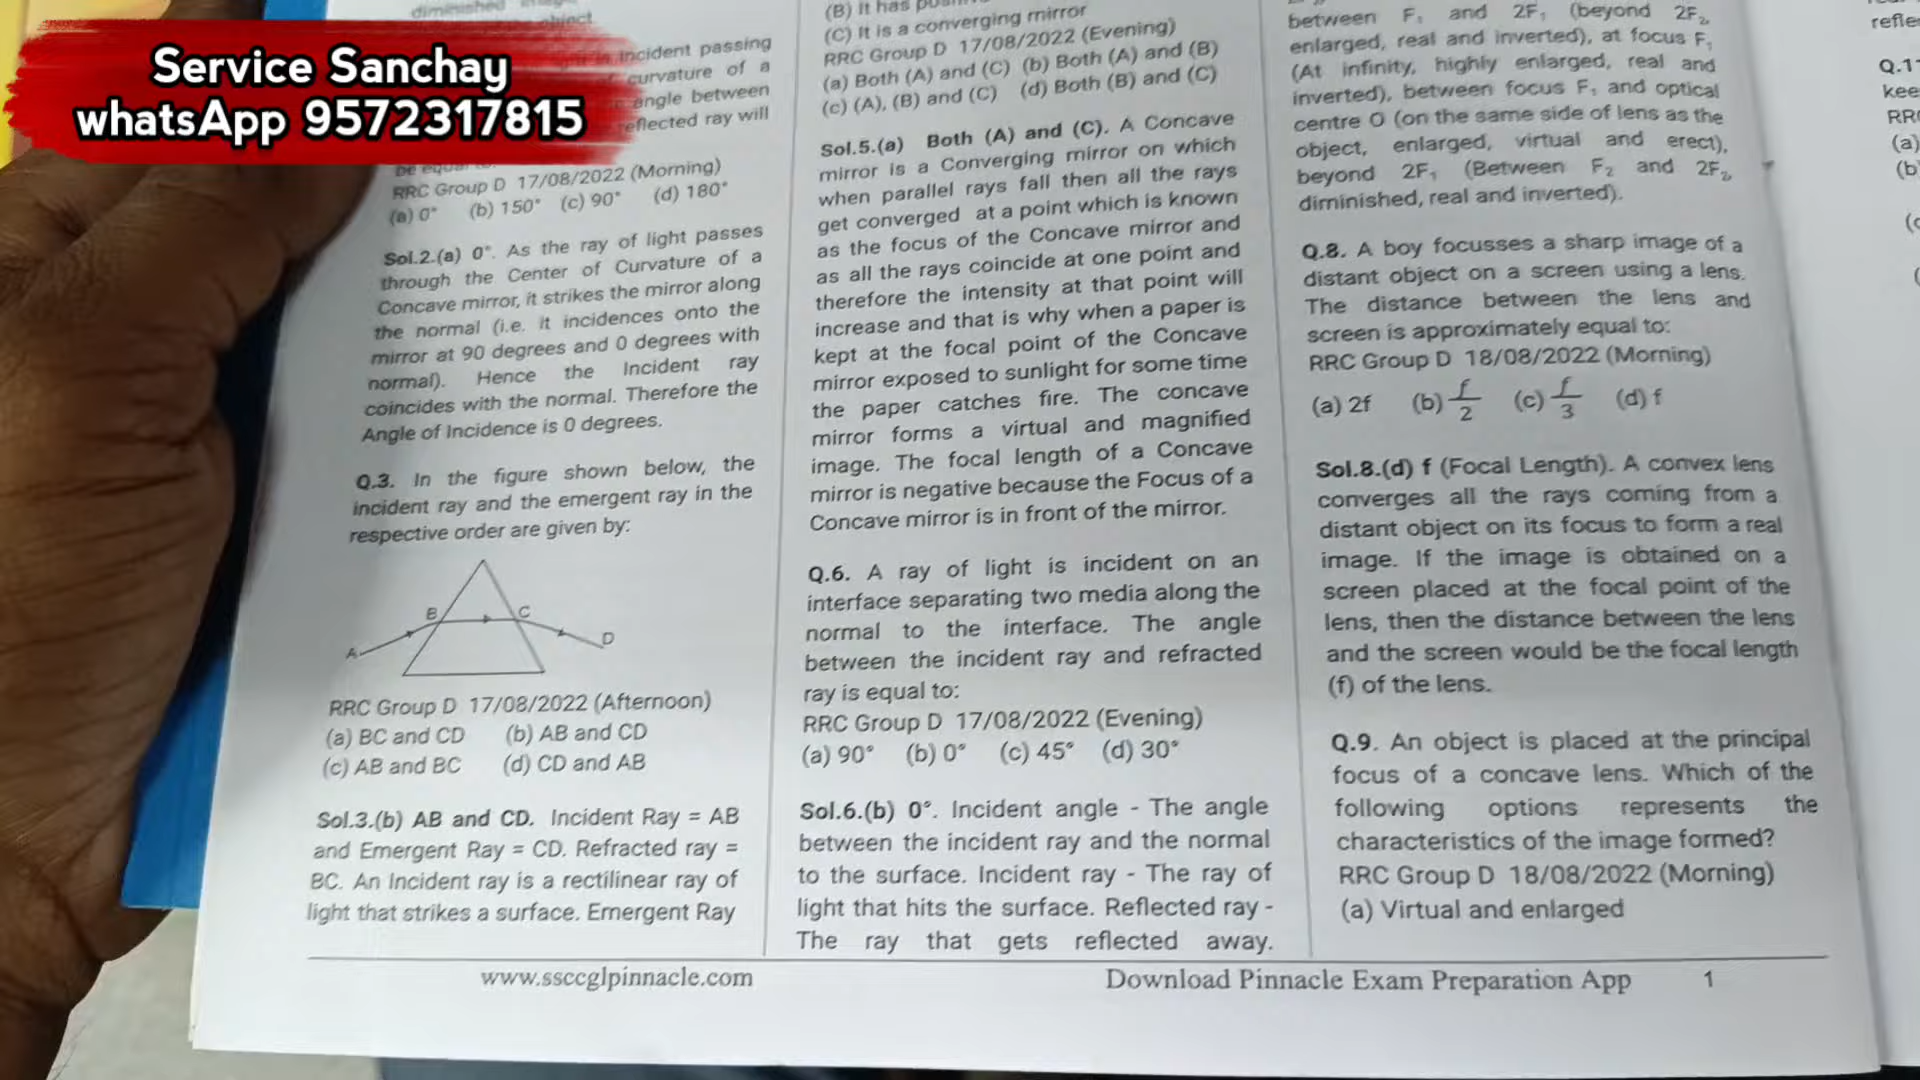 Service Sanchay
whatsApp 9572317815
incident passing
curvature of a
angle between
reflected ray will
RRC Group D 17/08/2022 (Morning)
(a) 0° (b) 150° (c) 90° (d) 180°
Sol.2.(a) 0°. As the ray of light passes
through the Center of Curvature of a
Concave mirror, it strikes the mirror along
the normal (i.e. it incidences onto the
mirror at 90 degrees and 0 degrees with
normal). Hence the Incident ray
coincides with the normal. Therefore the
Angle of Incidence is 0 degrees.
Q.3. In the figure shown below, the
incident ray and the emergent ray in the
respective order are given by:
B C
A D
RRC Group D 17/08/2022 (Afternoon)
(a) BC and CD (b) AB and CD
(c) AB and BC (d) CD and AB
Sol.3.(b) AB and CD. Incident Ray = AB
and Emergent Ray = CD. Refracted ray =
BC. An Incident ray is a rectilinear ray of
light that strikes a surface. Emergent Ray
(B) It has
(C) It is a converging mirror
RRC Group D 17/08/2022 (Evening)
(a) Both (A) and (C) (b) Both (A) and (B)
(c) (A), (B) and (C) (d) Both (B) and (C)
Sol.5.(a) Both (A) and (C). A Concave
mirror is a Converging mirror on which
when parallel rays fall then all the rays
get converged at a point which is known
as the focus of the Concave mirror and
as all the rays coincide at one point and
therefore the intensity at that point will
increase and that is why when a paper is
kept at the focal point of the Concave
mirror exposed to sunlight for some time
the paper catches fire. The concave
mirror forms a virtual and magnified
image. The focal length of a Concave
mirror is negative because the Focus of a
Concave mirror is in front of the mirror.
Q.6. A ray of light is incident on an
interface separating two media along the
normal to the interface. The angle
between the incident ray and refracted
ray is equal to:
RRC Group D 17/08/2022 (Evening)
(a) 90° (b) 0° (c) 45° (d) 30°
Sol.6.(b) 0°. Incident angle - The angle
between the incident ray and the normal
to the surface. Incident ray - The ray of
light that hits the surface. Reflected ray -
The ray that gets reflected away.
between F₁ and 2F₁ (beyond 2F₂,
enlarged, real and inverted), at focus F₁
(At infinity, highly enlarged, real and
inverted), between focus F₁ and optical
centre O (on the same side of lens as the
object, enlarged, virtual and erect),
beyond 2F₁ (Between F₂ and 2F₂,
diminished, real and inverted).
Q.8. A boy focusses a sharp image of a
distant object on a screen using a lens.
The distance between the lens and
screen is approximately equal to:
RRC Group D 18/08/2022 (Morning)
(a) 2f (b) f/2 (c) f/3 (d) f
Sol.8.(d) f (Focal Length). A convex lens
converges all the rays coming from a
distant object on its focus to form a real
image. If the image is obtained on a
screen placed at the focal point of the
lens, then the distance between the lens
and the screen would be the focal length
(f) of the lens.
Q.9. An object is placed at the principal
focus of a concave lens. Which of the
following options represents the
characteristics of the image formed?
RRC Group D 18/08/2022 (Morning)
(a) Virtual and enlarged
www.ssccglpinnacle.com
Download Pinnacle Exam Preparation App 1